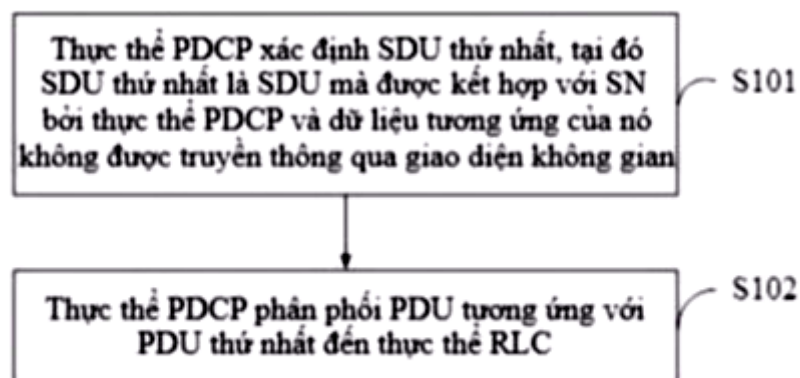 Thực thể PDCP xác định SDU thứ nhất, tại đó
SDU thứ nhất là SDU mà được kết hợp với SN
bởi thực thể PDCP và dữ liệu tương ứng của nó
không được truyền thông qua giao diện không gian
S101
Thực thể PDCP phân phối PDU tương ứng với
PDU thứ nhất đến thực thể RLC
S102